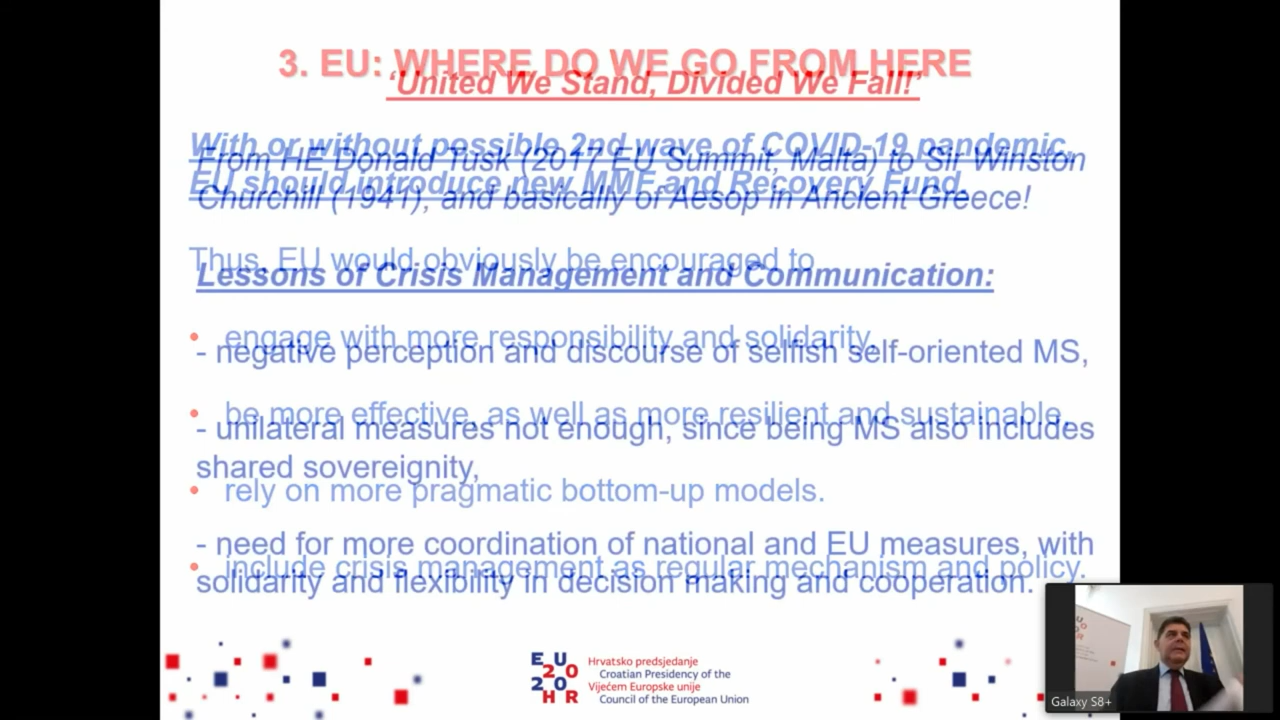 3. EU: WHERE DO WE GO FROM HERE
'United We Stand, Divided We Fall!'
With or without possible 2nd wave of COVID-19 pandemic,
EU should introduce new MMF and Recovery Fund.
From HE Donald Tusk (2017 EU Summit, Malta) to Sir Winston
Churchill (1941), and basically of Aesop in Ancient Greece!
Thus, EU would obviously be encouraged to
Lessons of Crisis Management and Communication:
• engage with more responsibility and solidarity,
- negative perception and discourse of selfish self-oriented MS,
• be more effective, as well as more resilient and sustainable,
- unilateral measures not enough, since being MS also includes
shared sovereignity,
• rely on more pragmatic bottom-up models.
- need for more coordination of national and EU measures, with
solidarity and flexibility in decision making and cooperation.
• include crisis management as regular mechanism and policy.
EU
20
20
HR
Hrvatsko predsjedanje
Croatian Presidency of the
Vijećem Europske unije
Council of the European Union
Galaxy S8+